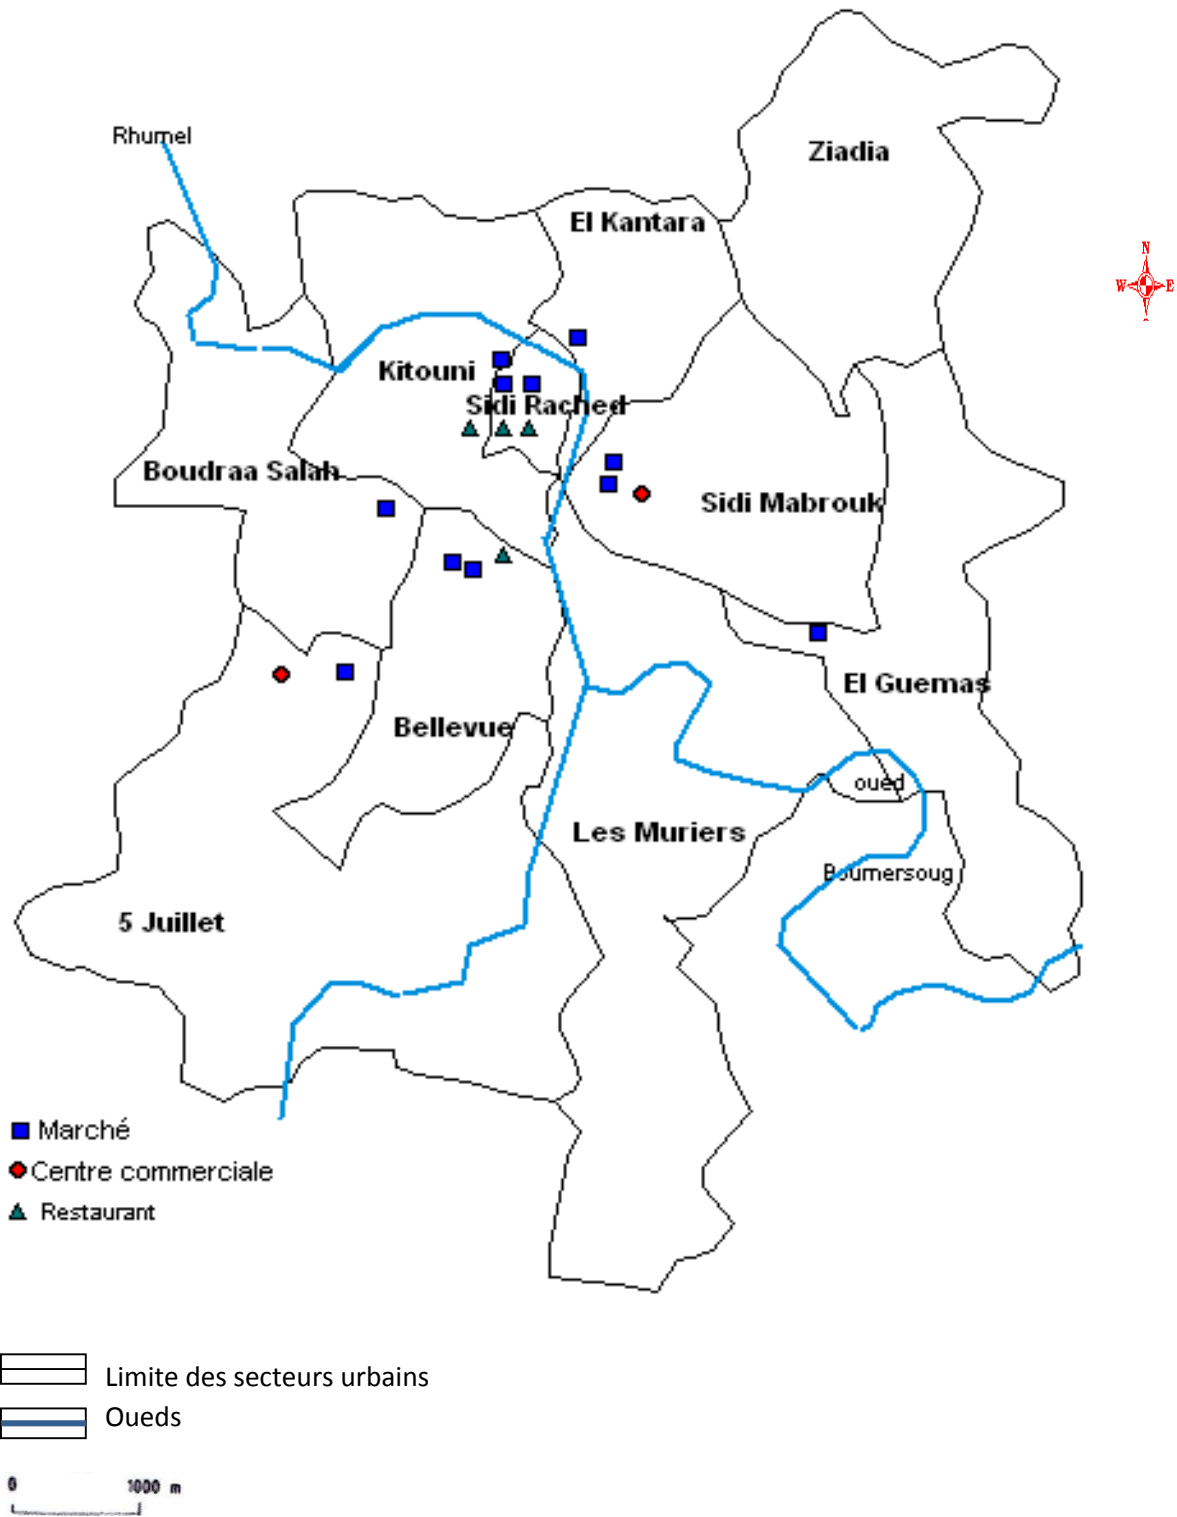 Ziadia
Rhumel
El Kantara
N
W
E
Kitouni
Sidi Rached
Boudraa Salah
Sidi Mabrouk
El Guemas
Bellevue
oued
Les Muriers
Boumersoug
5 Juillet
Marché
Centre commerciale
Restaurant
Limite des secteurs urbains
Oueds
0 1000 m